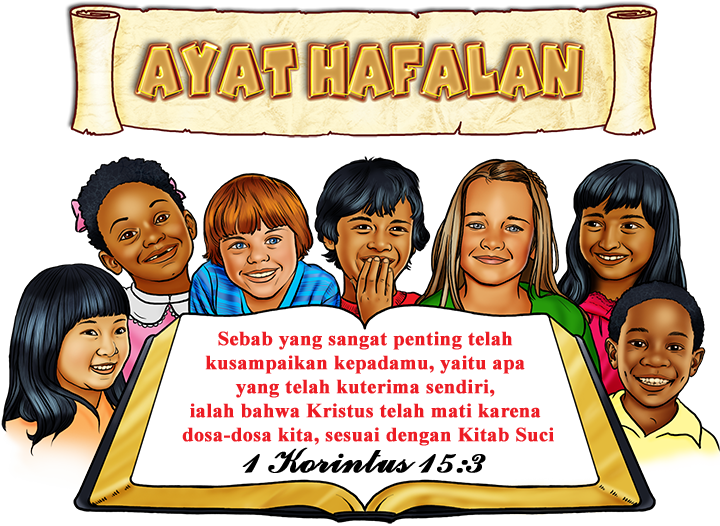 AYAT HAFALAN
Sebab yang sangat penting telah
kusampaikan kepadamu, yaitu apa
yang telah kuterima sendiri,
ialah bahwa Kristus telah mati karena
dosa-dosa kita, sesuai dengan Kitab Suci
1 Korintus 15:3